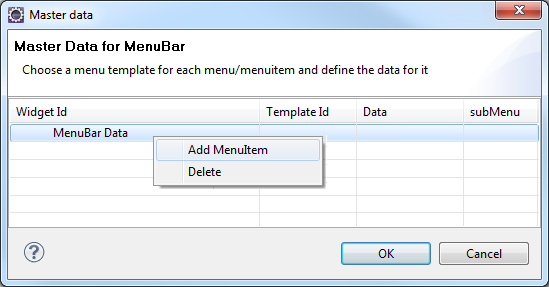 Master data
Master Data for MenuBar
Choose a menu template for each menu/menuitem and define the data for it
Widget Id Template Id Data subMenu
MenuBar Data
Add MenuItem
Delete
? OK Cancel